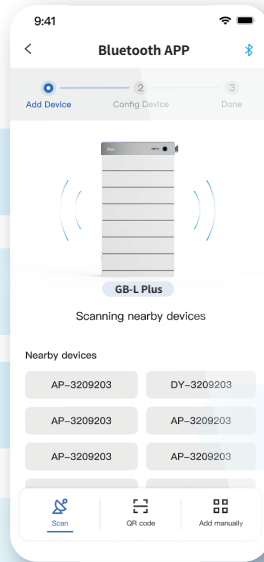 9:41
Bluetooth APP
2
3
Add Device
Config Device
Done
GB-L Plus
Scanning nearby devices
Nearby devices
AP-3209203 DY-3209203
AP-3209203 AP-3209203
AP-3209203 AP-3209203
Scan
QR code
Add manually